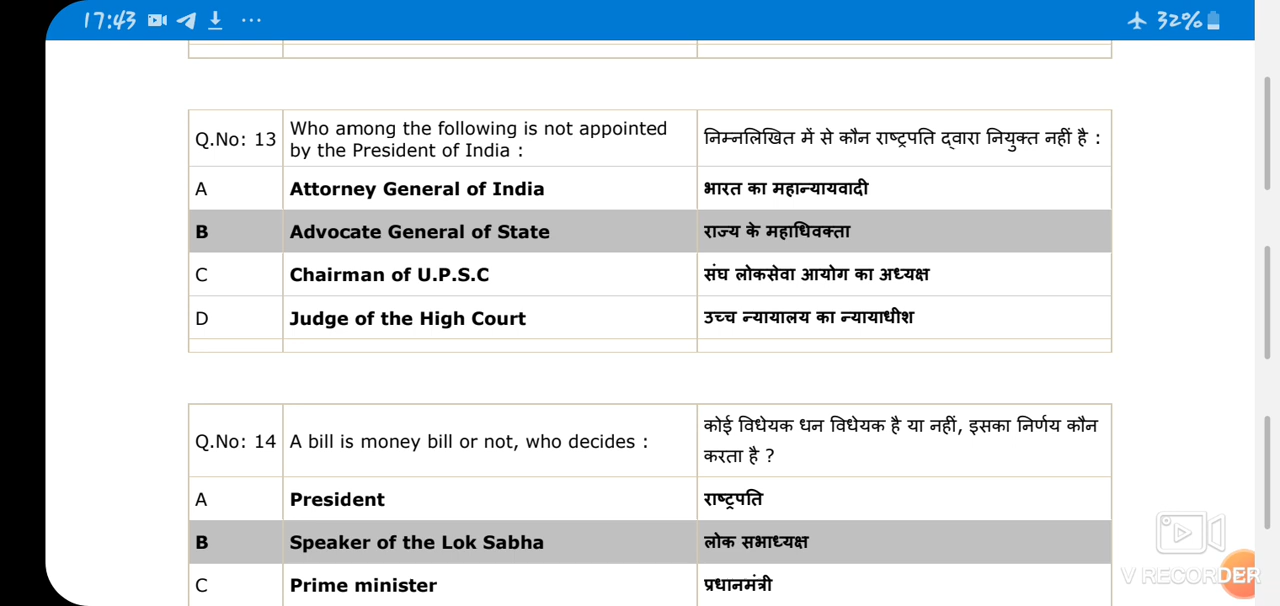 17:43 ... 32%
Q.No: 13
Who among the following is not appointed
by the President of India :
निम्नलिखित में से कौन राष्ट्रपति द्वारा नियुक्त नहीं है :
A Attorney General of India भारत का महान्यायवादी
B Advocate General of State राज्य के महाधिवक्ता
C Chairman of U.P.S.C संघ लोकसेवा आयोग का अध्यक्ष
D Judge of the High Court उच्च न्यायालय का न्यायाधीश
Q.No: 14 A bill is money bill or not, who decides :
कोई विधेयक धन विधेयक है या नहीं, इसका निर्णय कौन
करता है ?
A President राष्ट्रपति
B Speaker of the Lok Sabha लोक सभाध्यक्ष
C Prime minister प्रधानमंत्री
V RECORDER